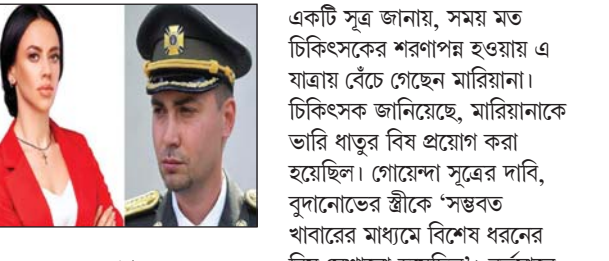 একটি সূত্র জানায়, সময় মত
চিকিৎসকের শরণাপন্ন হওয়ায় এ
যাত্রায় বেঁচে গেছেন মারিয়ানা।
চিকিৎসক জানিয়েছে, মারিয়ানাকে
ভারি ধাতুর বিষ প্রয়োগ করা
হয়েছিল। গোয়েন্দা সূত্রের দাবি,
বুদানোভের স্ত্রীকে ‘সম্ভবত
খাবারের মাধ্যমে বিশেষ ধরনের